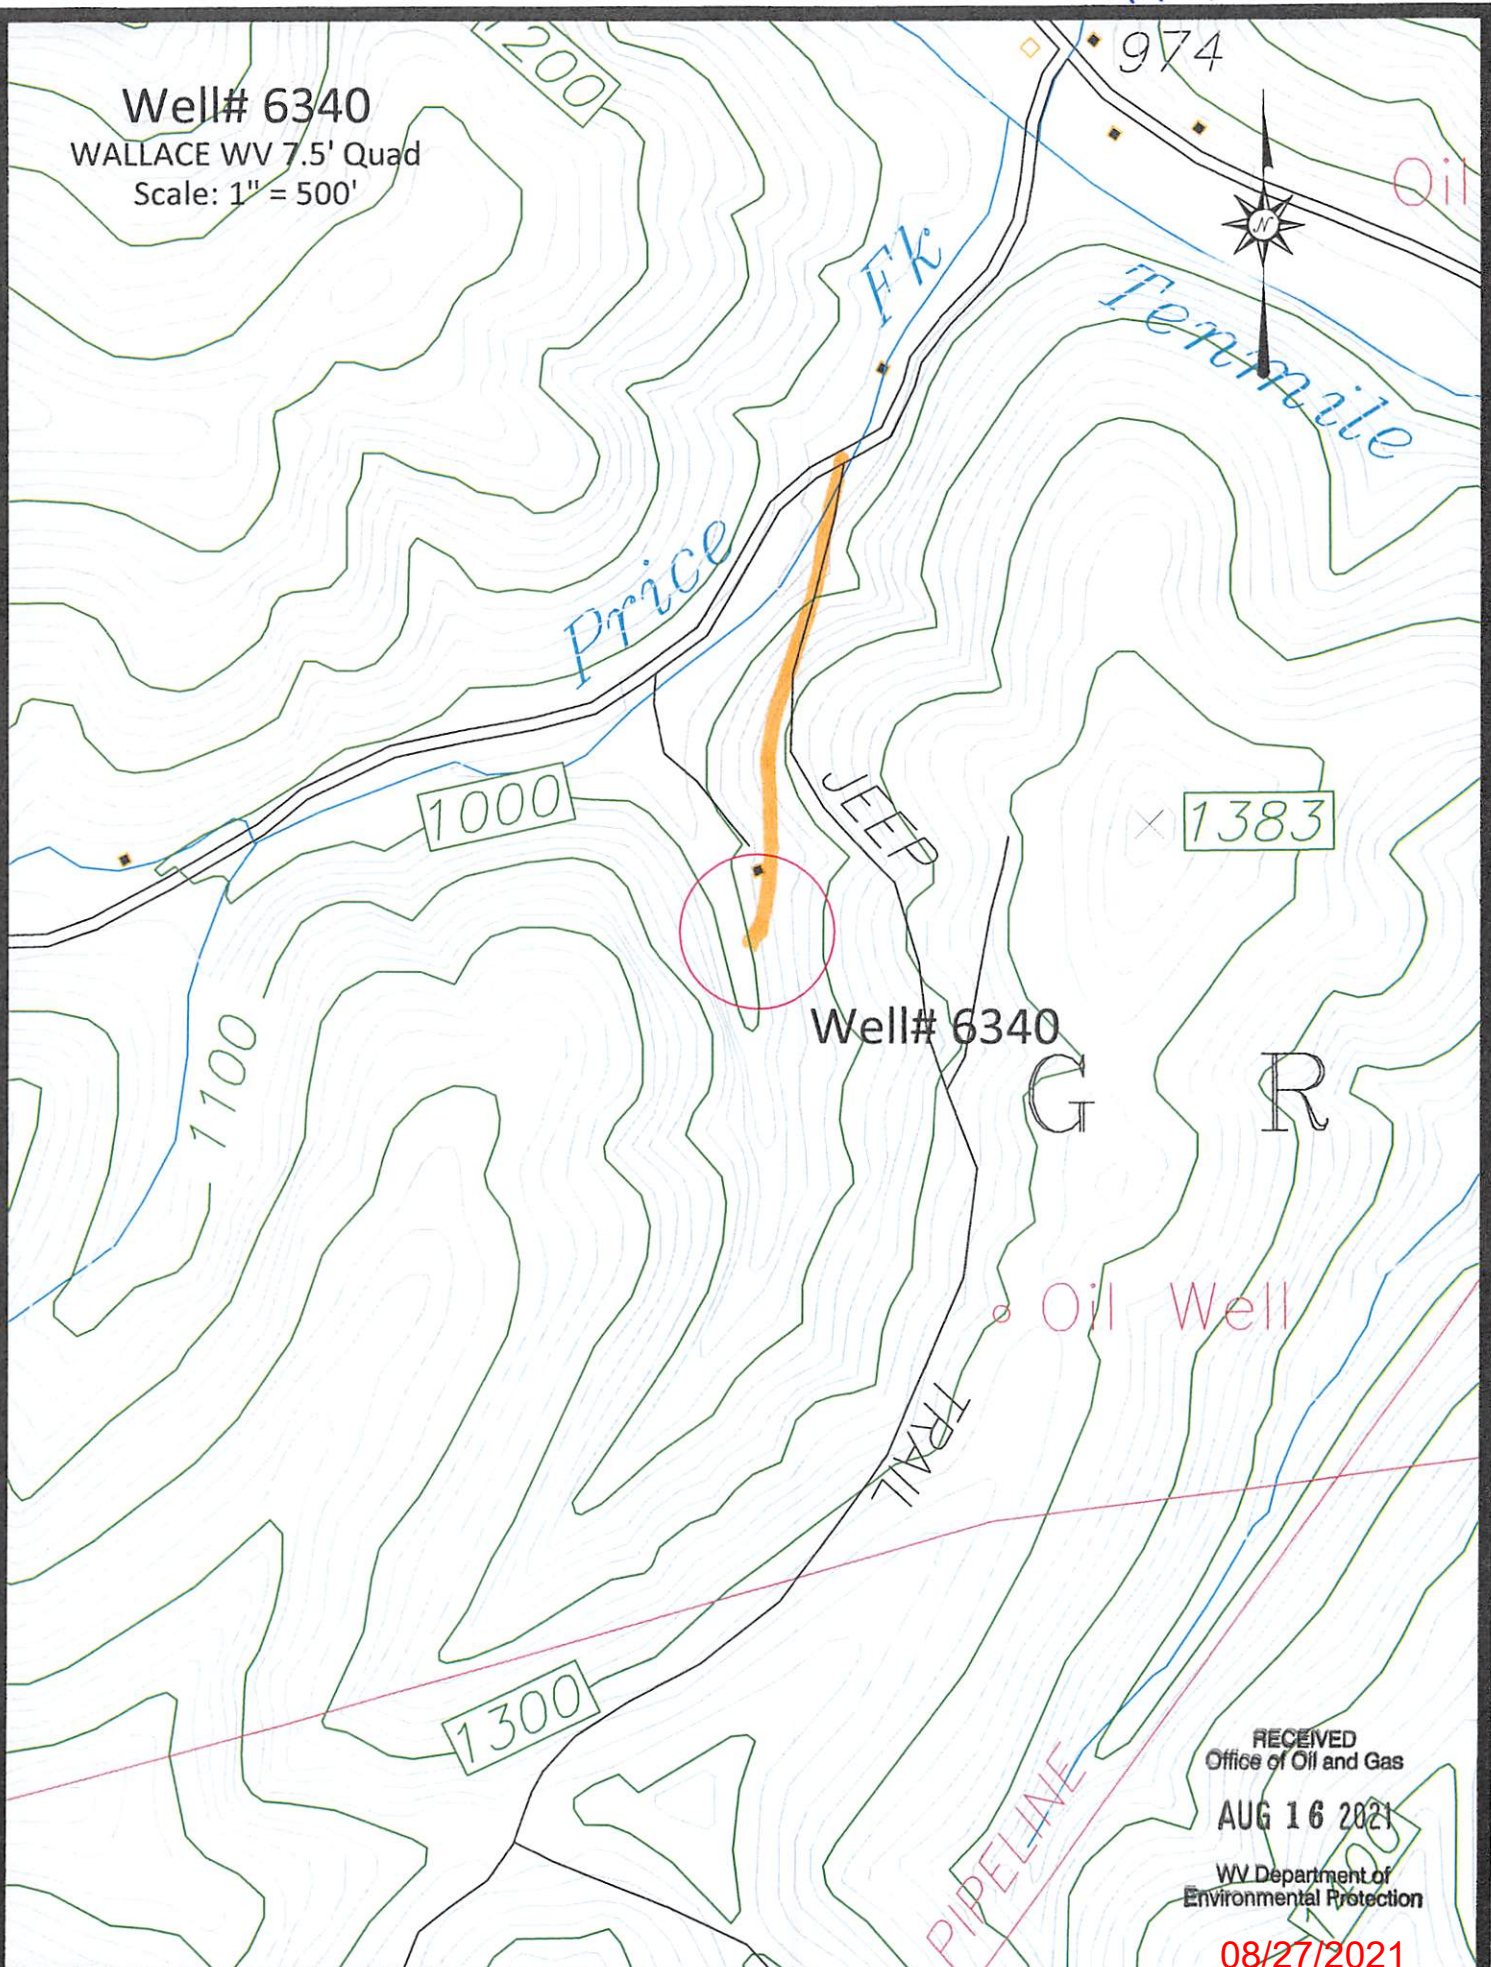 Well# 6340
WALLACE WV 7.5' Quad
Scale: 1" = 500'
1200
974
Oil
N
Fk
Tenmile
Price
1000
JEEP
1383
Well# 6340
1100
G R
Oil Well
TRAIL
1300
PIPELINE
RECEIVED
Office of Oil and Gas
AUG 16 2021
WV Department of
Environmental Protection
1400
08/27/2021